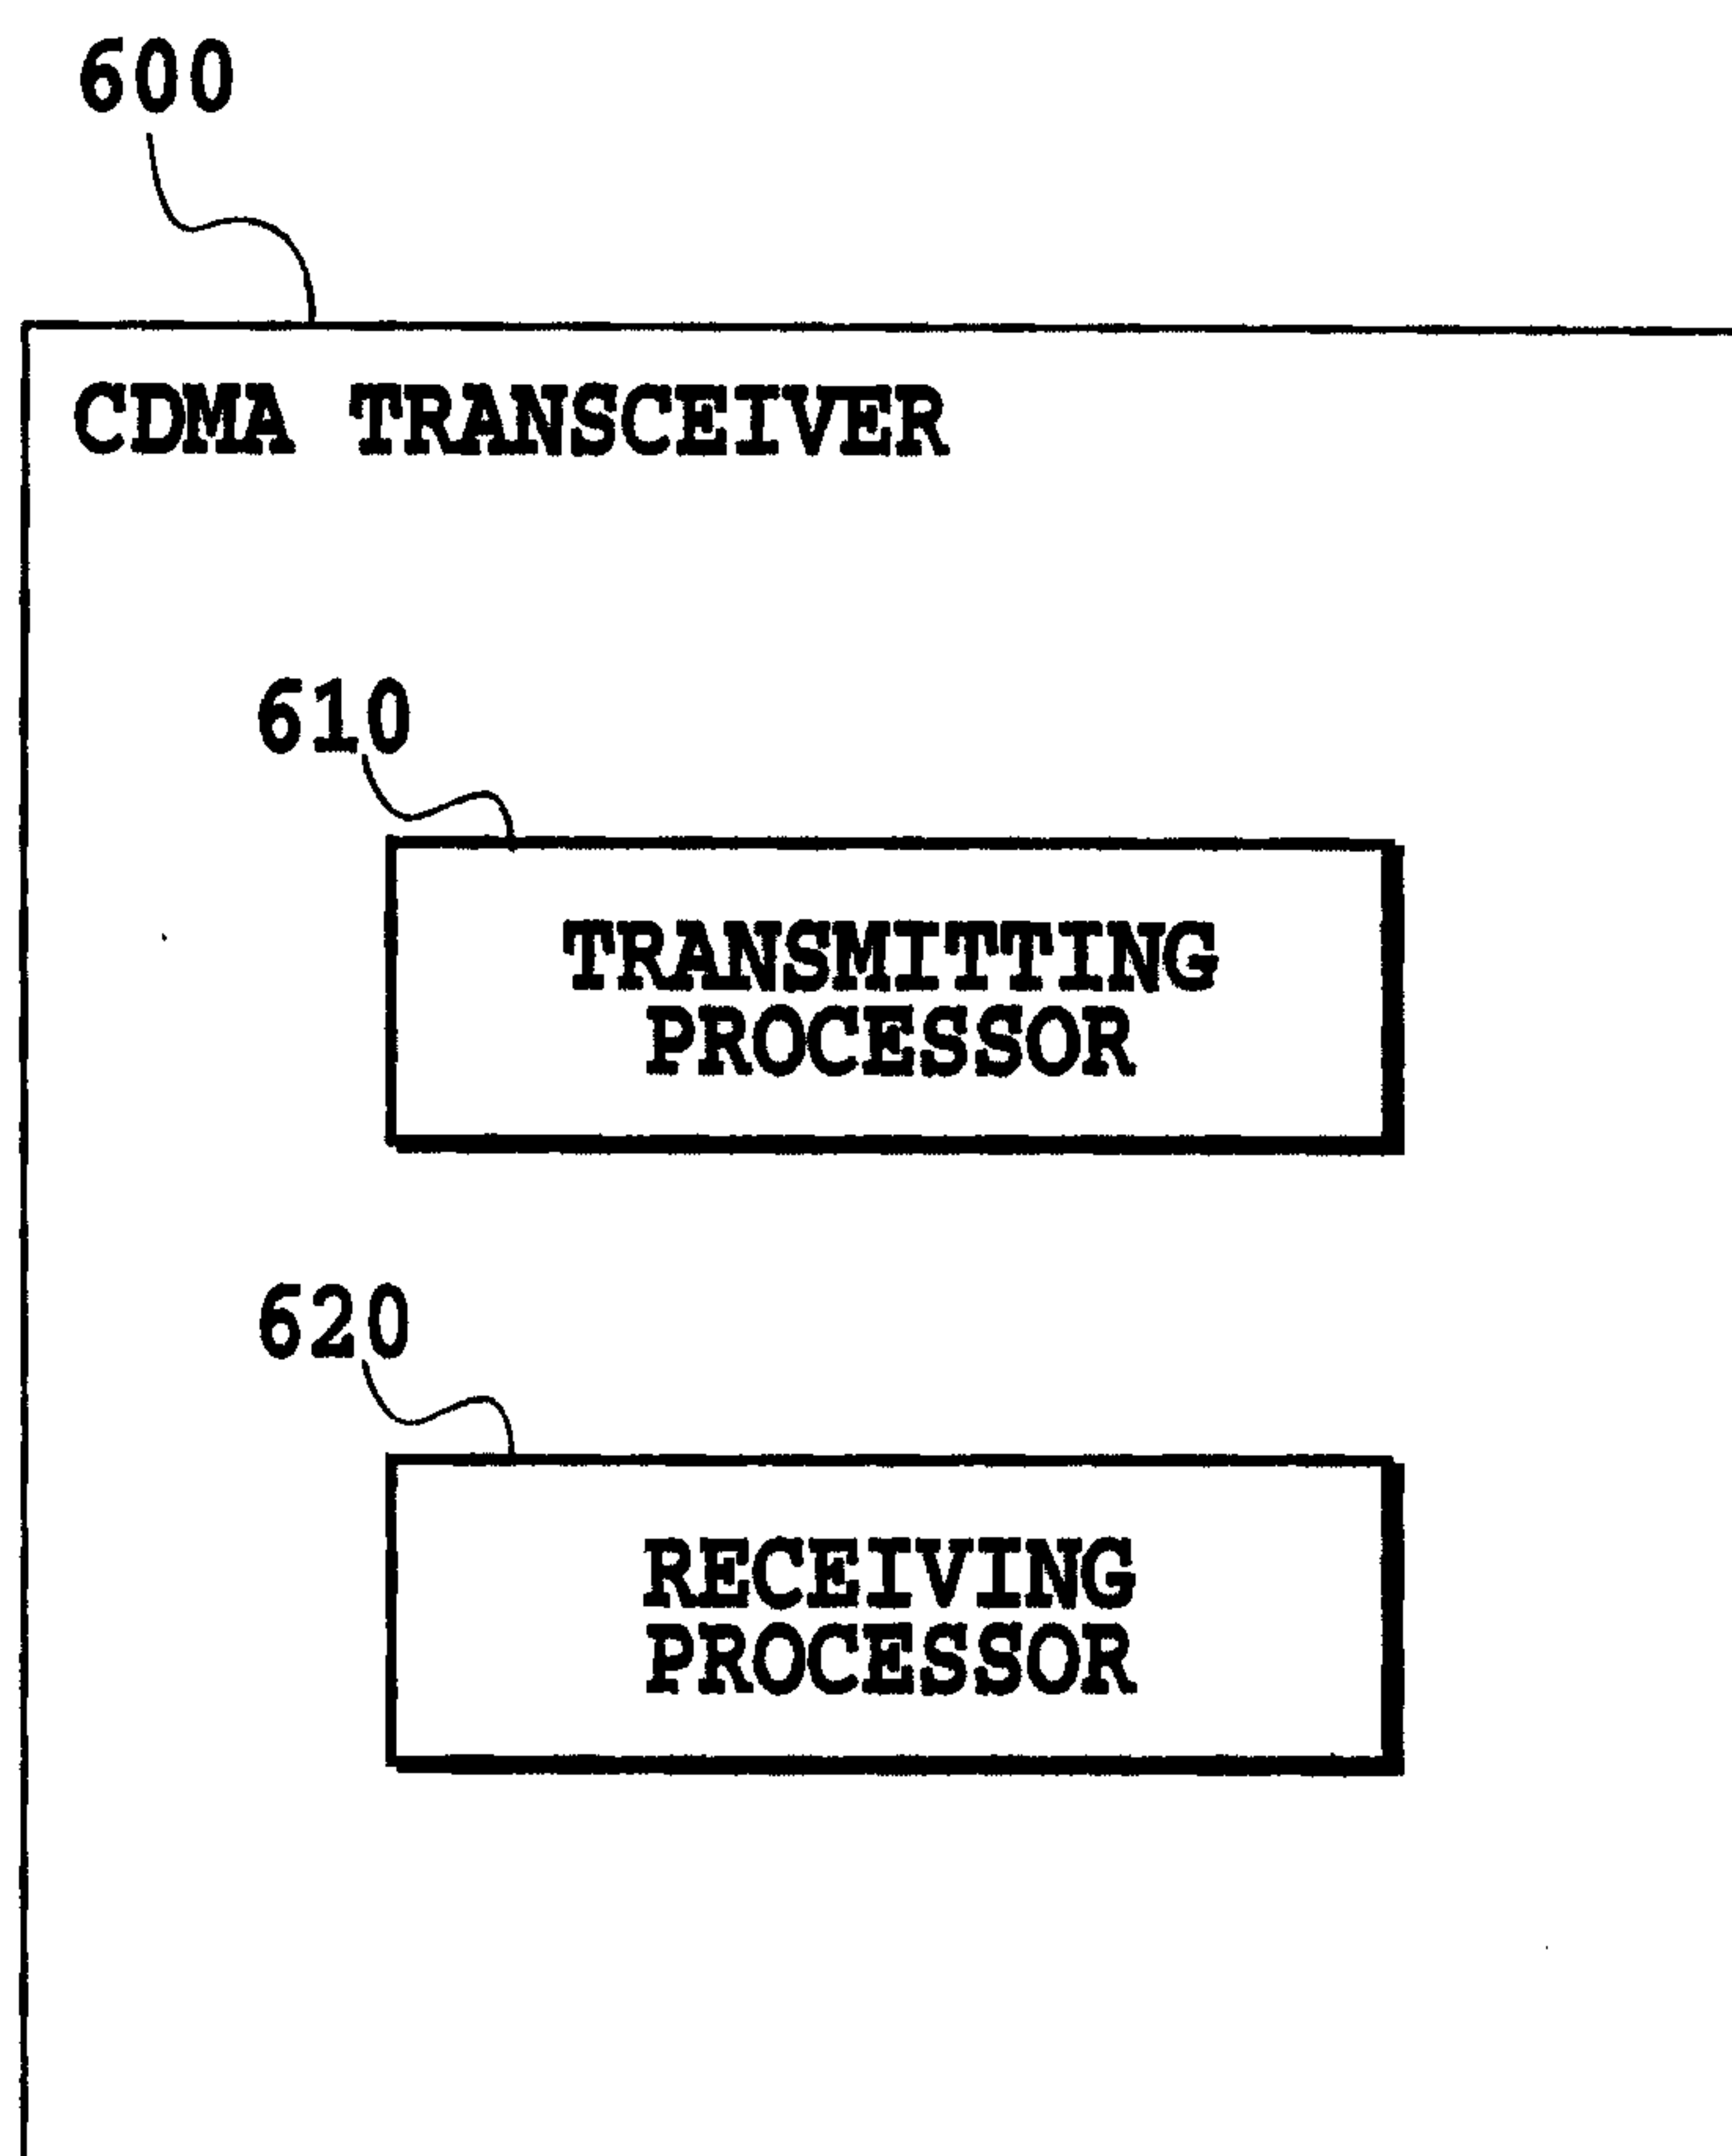 600
CDMA TRANSCEIVER
610
TRANSMITTING
PROCESSOR
620
RECEIVING
PROCESSOR